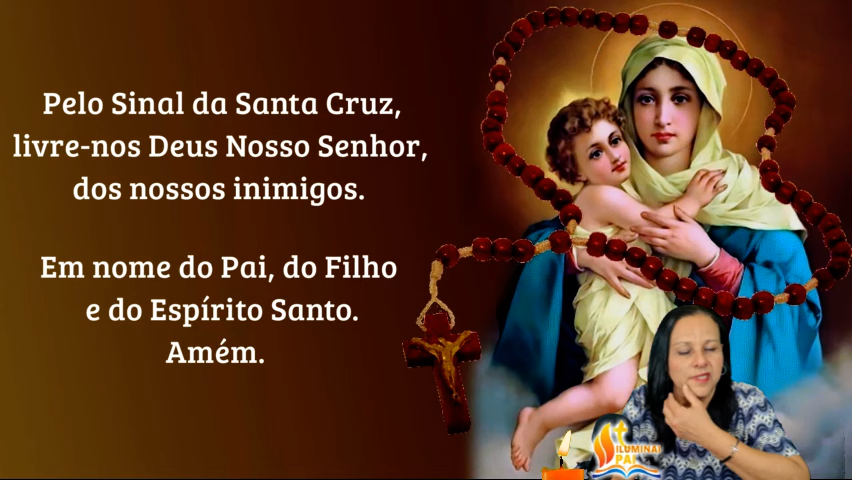 Pelo Sinal da Santa Cruz,
livre-nos Deus Nosso Senhor,
dos nossos inimigos.
Em nome do Pai, do Filho
e do Espírito Santo.
Amém.
ILUMINAI
PAI